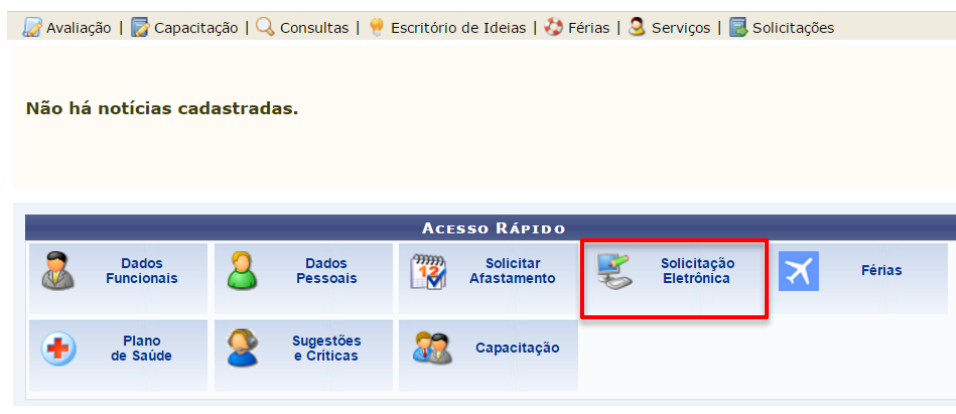 Avaliação | Capacitação | Consultas | Escritório de Ideias | Férias | Serviços | Solicitações
Não há notícias cadastradas.
Acesso Rápido
Dados
Funcionais
Dados
Pessoais
Solicitar
Afastamento
Solicitação
Eletrônica
Férias
Plano
de Saúde
Sugestões
e Críticas
Capacitação
12